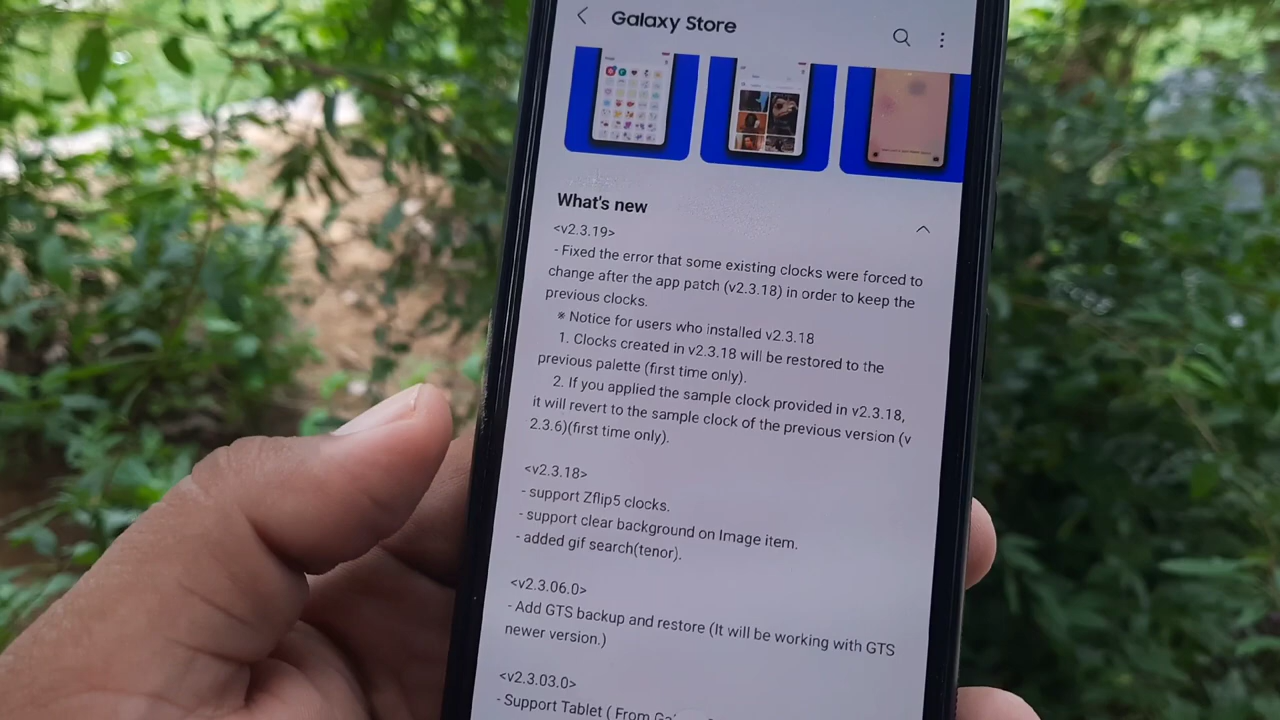 Galaxy Store
What's new
<v2.3.19>
- Fixed the error that some existing clocks were forced to
change after the app patch (v2.3.18) in order to keep the
previous clocks.
※ Notice for users who installed v2.3.18
1. Clocks created in v2.3.18 will be restored to the
previous palette (first time only).
2. If you applied the sample clock provided in v2.3.18,
it will revert to the sample clock of the previous version (v
2.3.6)(first time only).
<v2.3.18>
- support Zflip5 clocks.
- support clear background on Image item.
- added gif search(tenor).
<v2.3.06.0>
- Add GTS backup and restore (It will be working with GTS
newer version.)
<v2.3.03.0>
- Support Tablet ( From